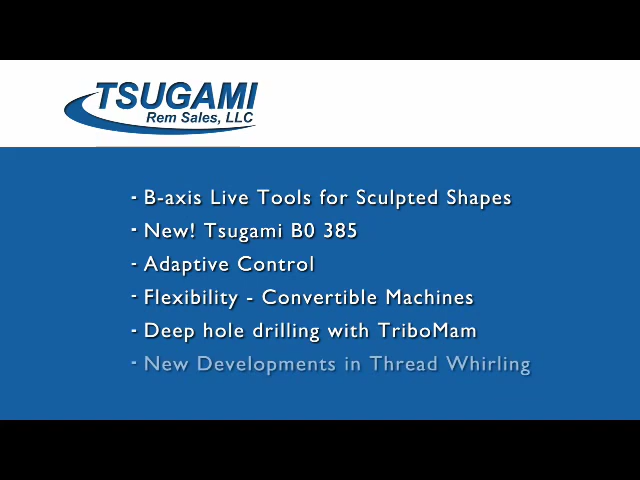 TSUGAMI
Rem Sales, LLC
- B-axis Live Tools for Sculpted Shapes
- New! Tsugami B0 385
- Adaptive Control
- Flexibility - Convertible Machines
- Deep hole drilling with TriboMam
- New Developments in Thread Whirling